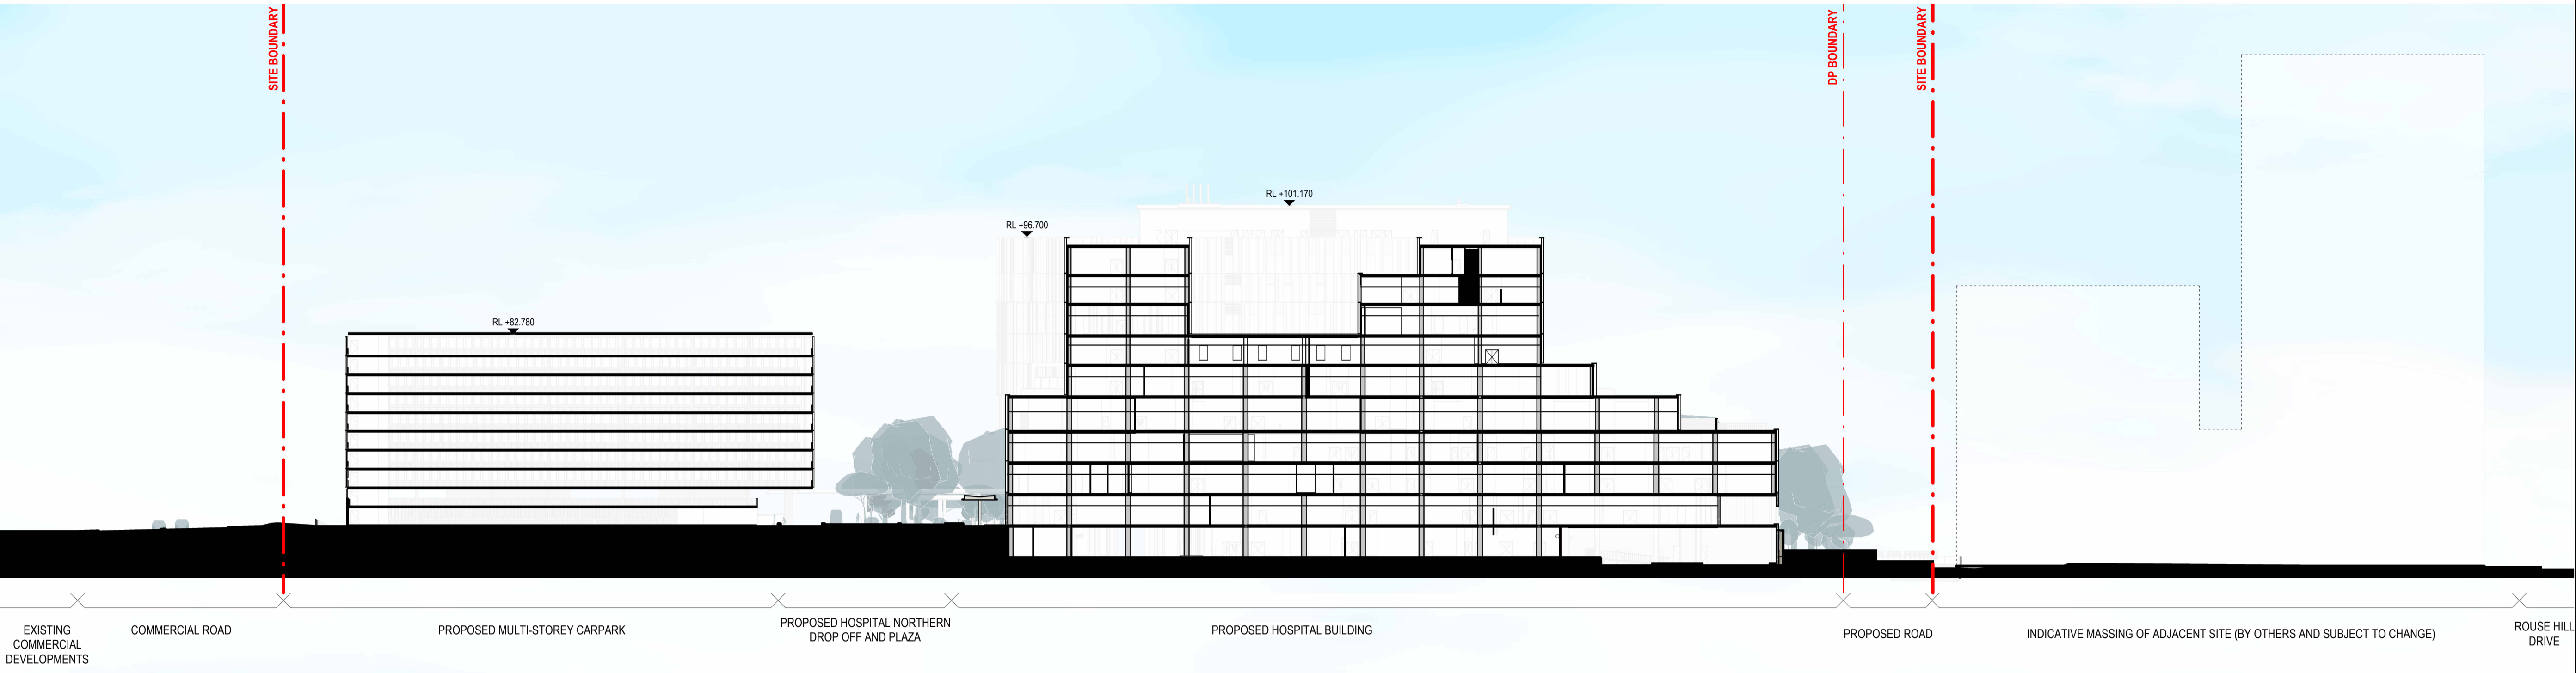 SITE BOUNDARY
DP BOUNDARY
SITE BOUNDARY
RL +101.170
RL +96.700
RL +82.780
EXISTING
COMMERCIAL
DEVELOPMENTS
COMMERCIAL ROAD
PROPOSED MULTI-STOREY CARPARK
PROPOSED HOSPITAL NORTHERN
DROP OFF AND PLAZA
PROPOSED HOSPITAL BUILDING
PROPOSED ROAD
INDICATIVE MASSING OF ADJACENT SITE (BY OTHERS AND SUBJECT TO CHANGE)
ROUSE HILL
DRIVE